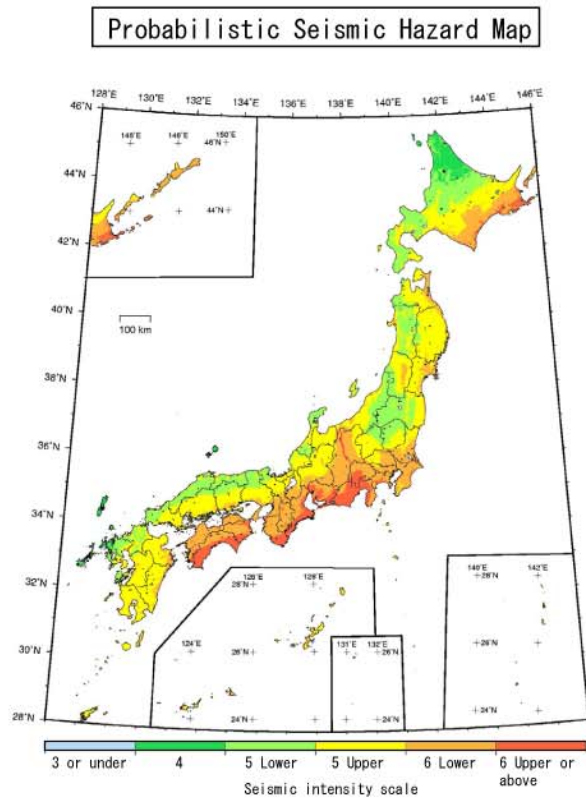 Probabilistic Seismic Hazard Map
128°E 130°E 132°E 134°E 136°E 138°E 140°E 142°E 144°E 146°E
46°N
148°E 150°E
46°N
44°N
44°N
42°N
40°N
100 km
38°N
36°N
34°N
32°N
126°E 128°E
28°N
140°E 142°E
28°N
124°E
131°E 132°E
30°N
26°N
26°N
26°N
28°N
24°N
24°N
24°N
3 or under 4 5 Lower 5 Upper 6 Lower 6 Upper or
above
Seismic intensity scale